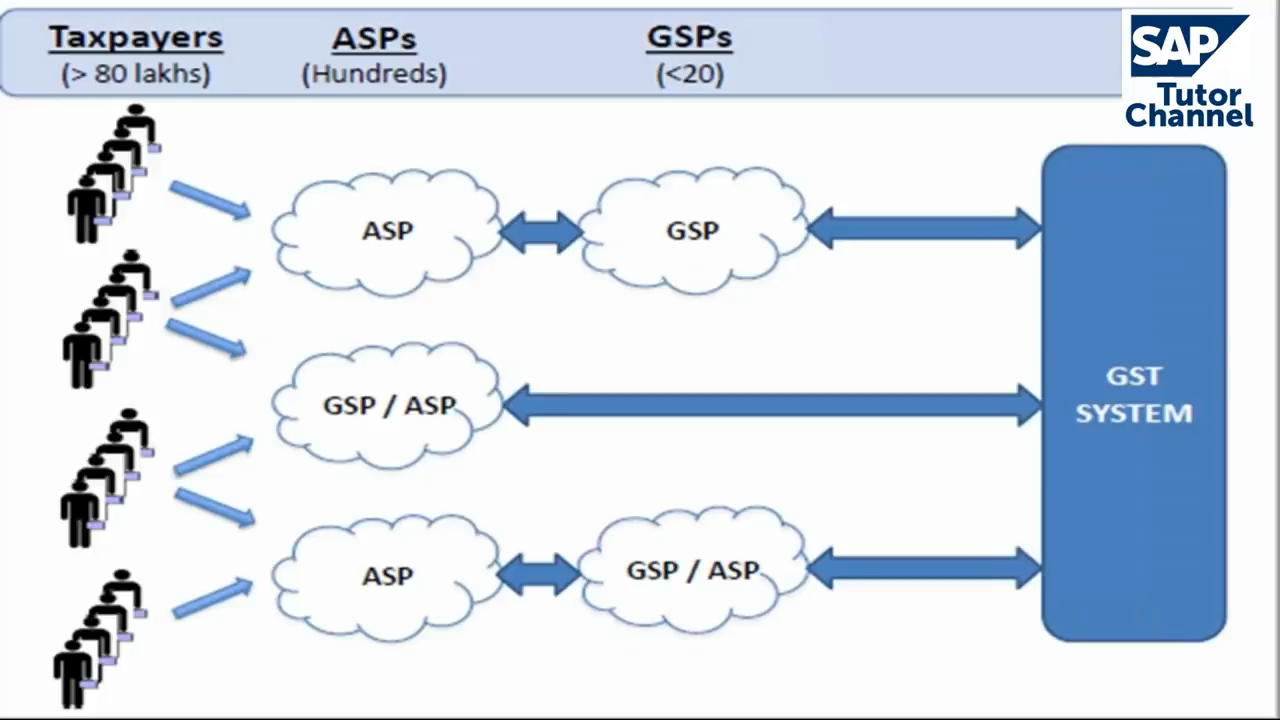 Taxpayers
(> 80 lakhs)
ASPs
(Hundreds)
GSPs
(<20)
SAP
Tutor
Channel
ASP
GSP
GSP / ASP
GST
SYSTEM
ASP
GSP / ASP